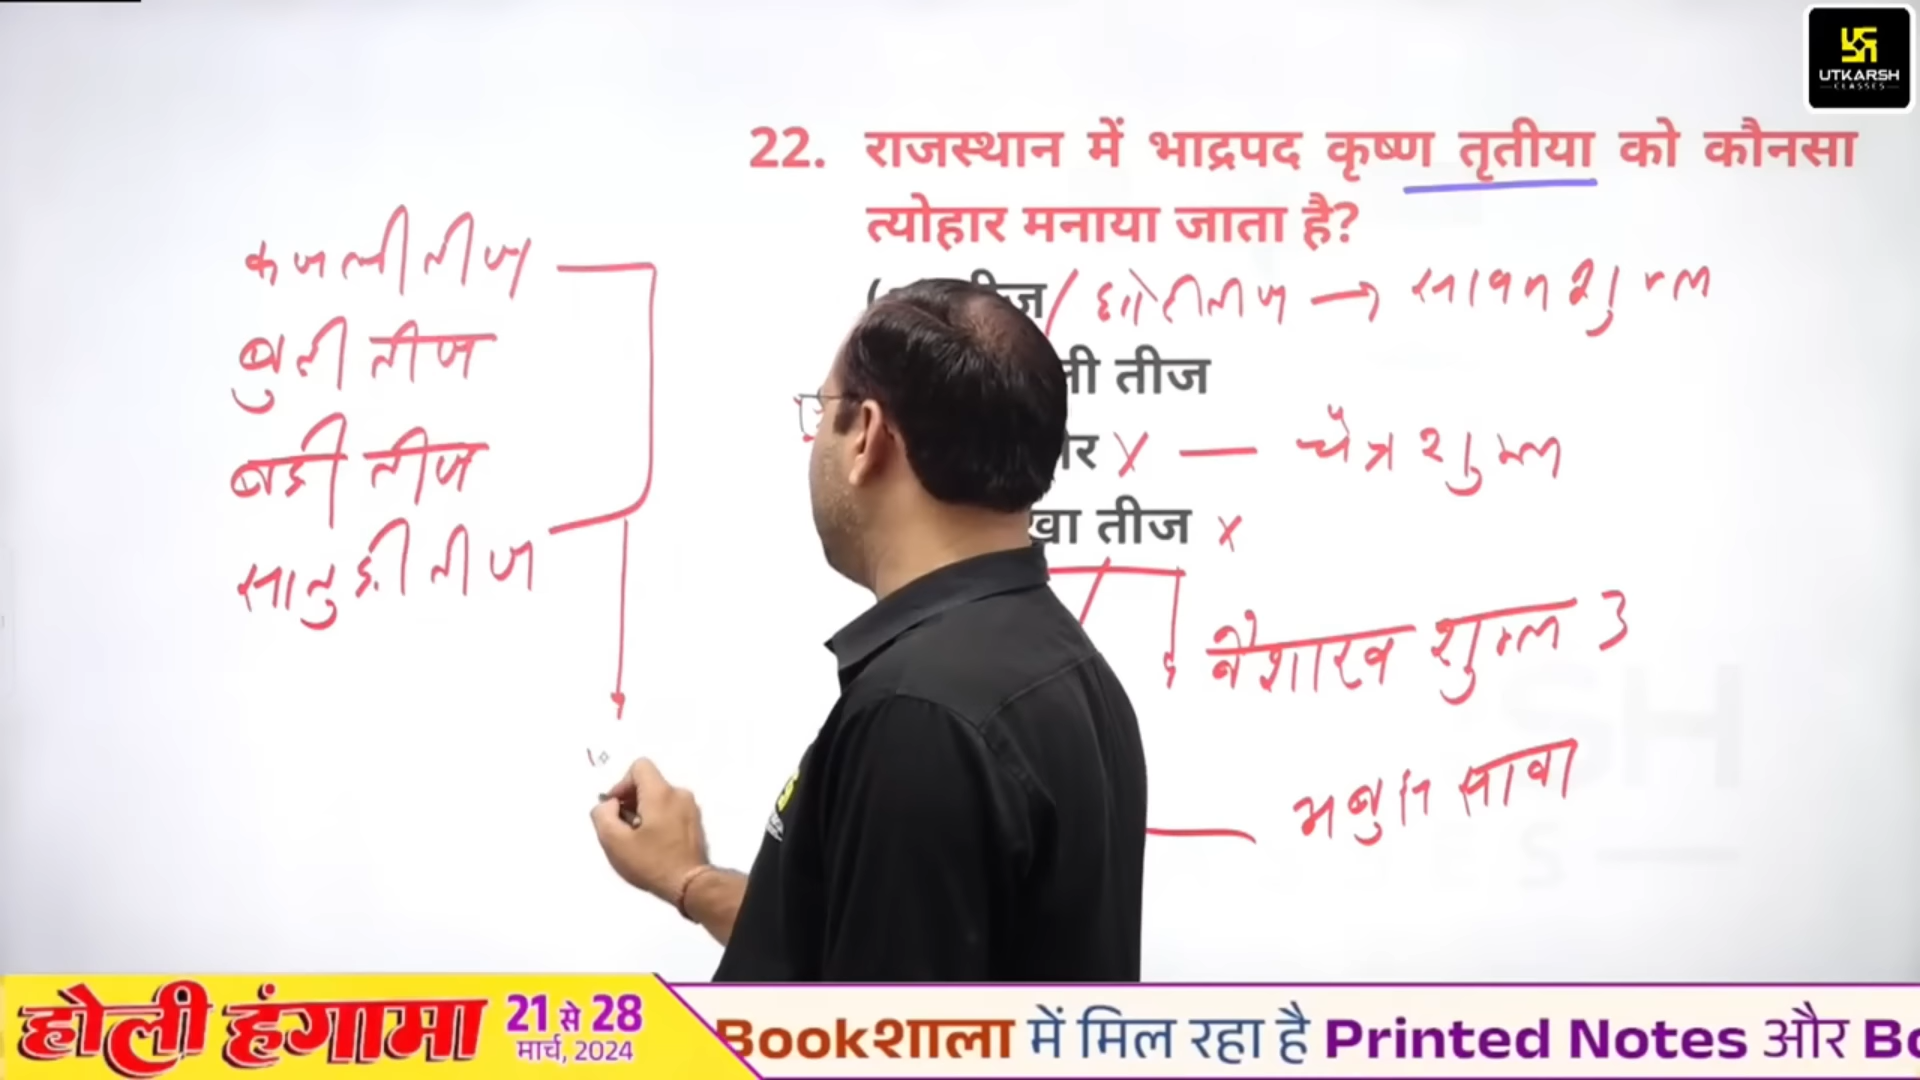 UTKARSH
CLASSES
22. राजस्थान में भाद्रपद कृष्ण तृतीया को कौनसा
त्योहार मनाया जाता है?
तीज / छोटी तीज → सावन शुक्ल
ली तीज
ोर X — चैत्र शुक्ल
खा तीज X
वैशाख शुक्ल 3
अबुझ सावा
कजली तीज
बुढी तीज
बडी तीज
सातुडी तीज
होली हंगामा 21 से 28
मार्च, 2024
Bookशाला में मिल रहा है Printed Notes और Bo